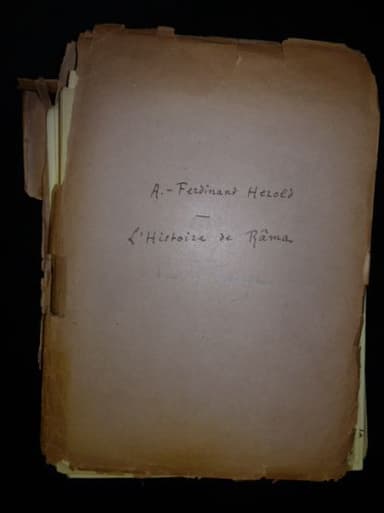 A.-Ferdinand Herold
—
L'Histoire de Râma